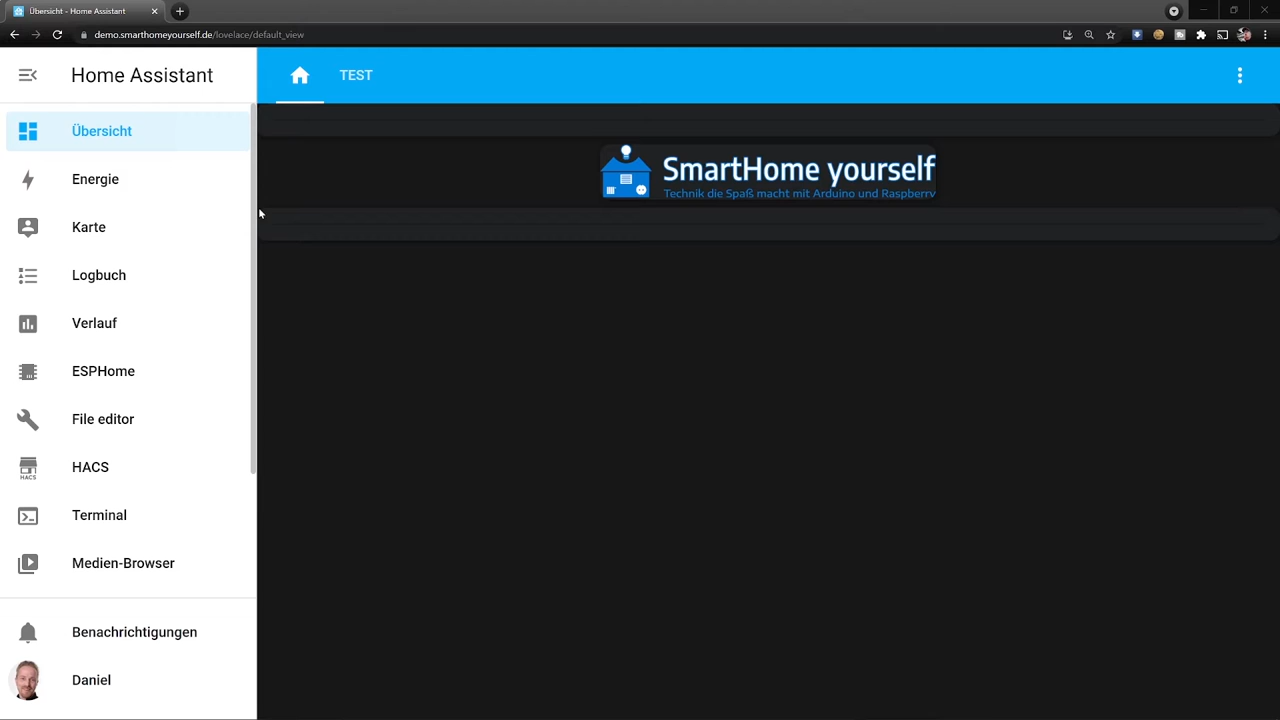 Übersicht - Home Assistant
demo.smarthomeyourself.de/lovelace/default_view
Home Assistant
TEST
Übersicht
Energie
Karte
Logbuch
Verlauf
ESPHome
File editor
HACS
HACS
Terminal
Medien-Browser
Benachrichtigungen
Daniel
SmartHome yourself
Technik die Spaß macht mit Arduino und Raspberry